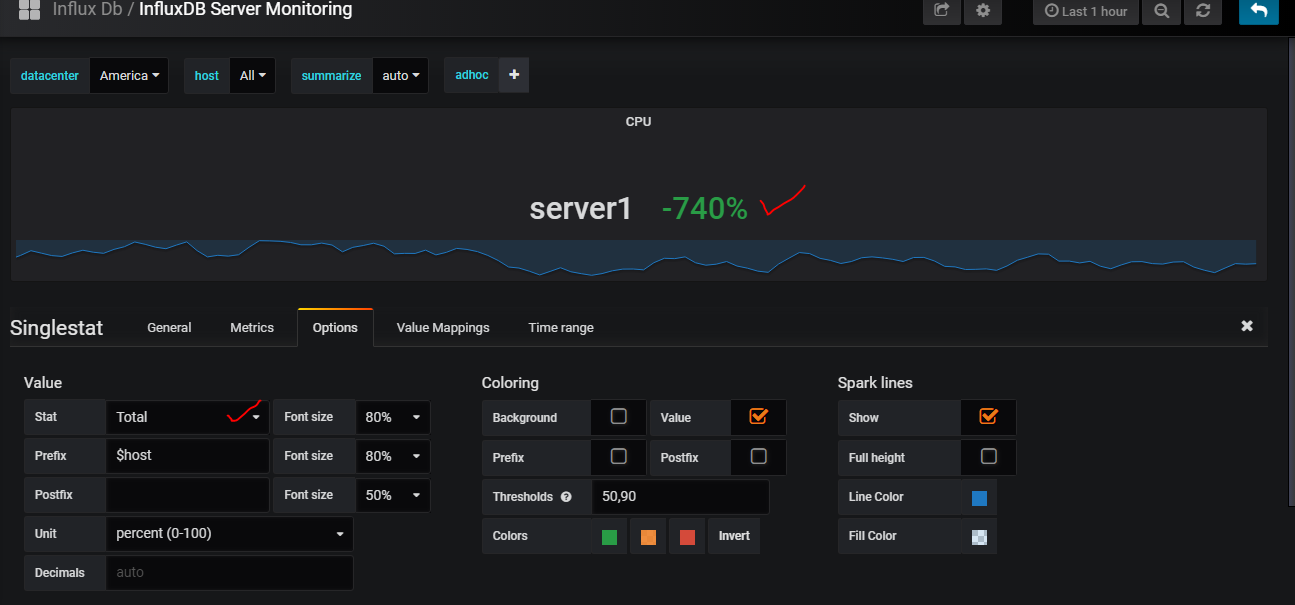 Influx Db / InfluxDB Server Monitoring
Last 1 hour
datacenter America host All summarize auto adhoc +
CPU
server1 -740%
Singlestat General Metrics Options Value Mappings Time range
Value Coloring Spark lines
Stat Total Font size 80% Background Value Show
Prefix $host Font size 80% Prefix Postfix Full height
Postfix Font size 50% Thresholds ? 50,90 Line Color
Unit percent (0-100) Colors Invert Fill Color
Decimals auto